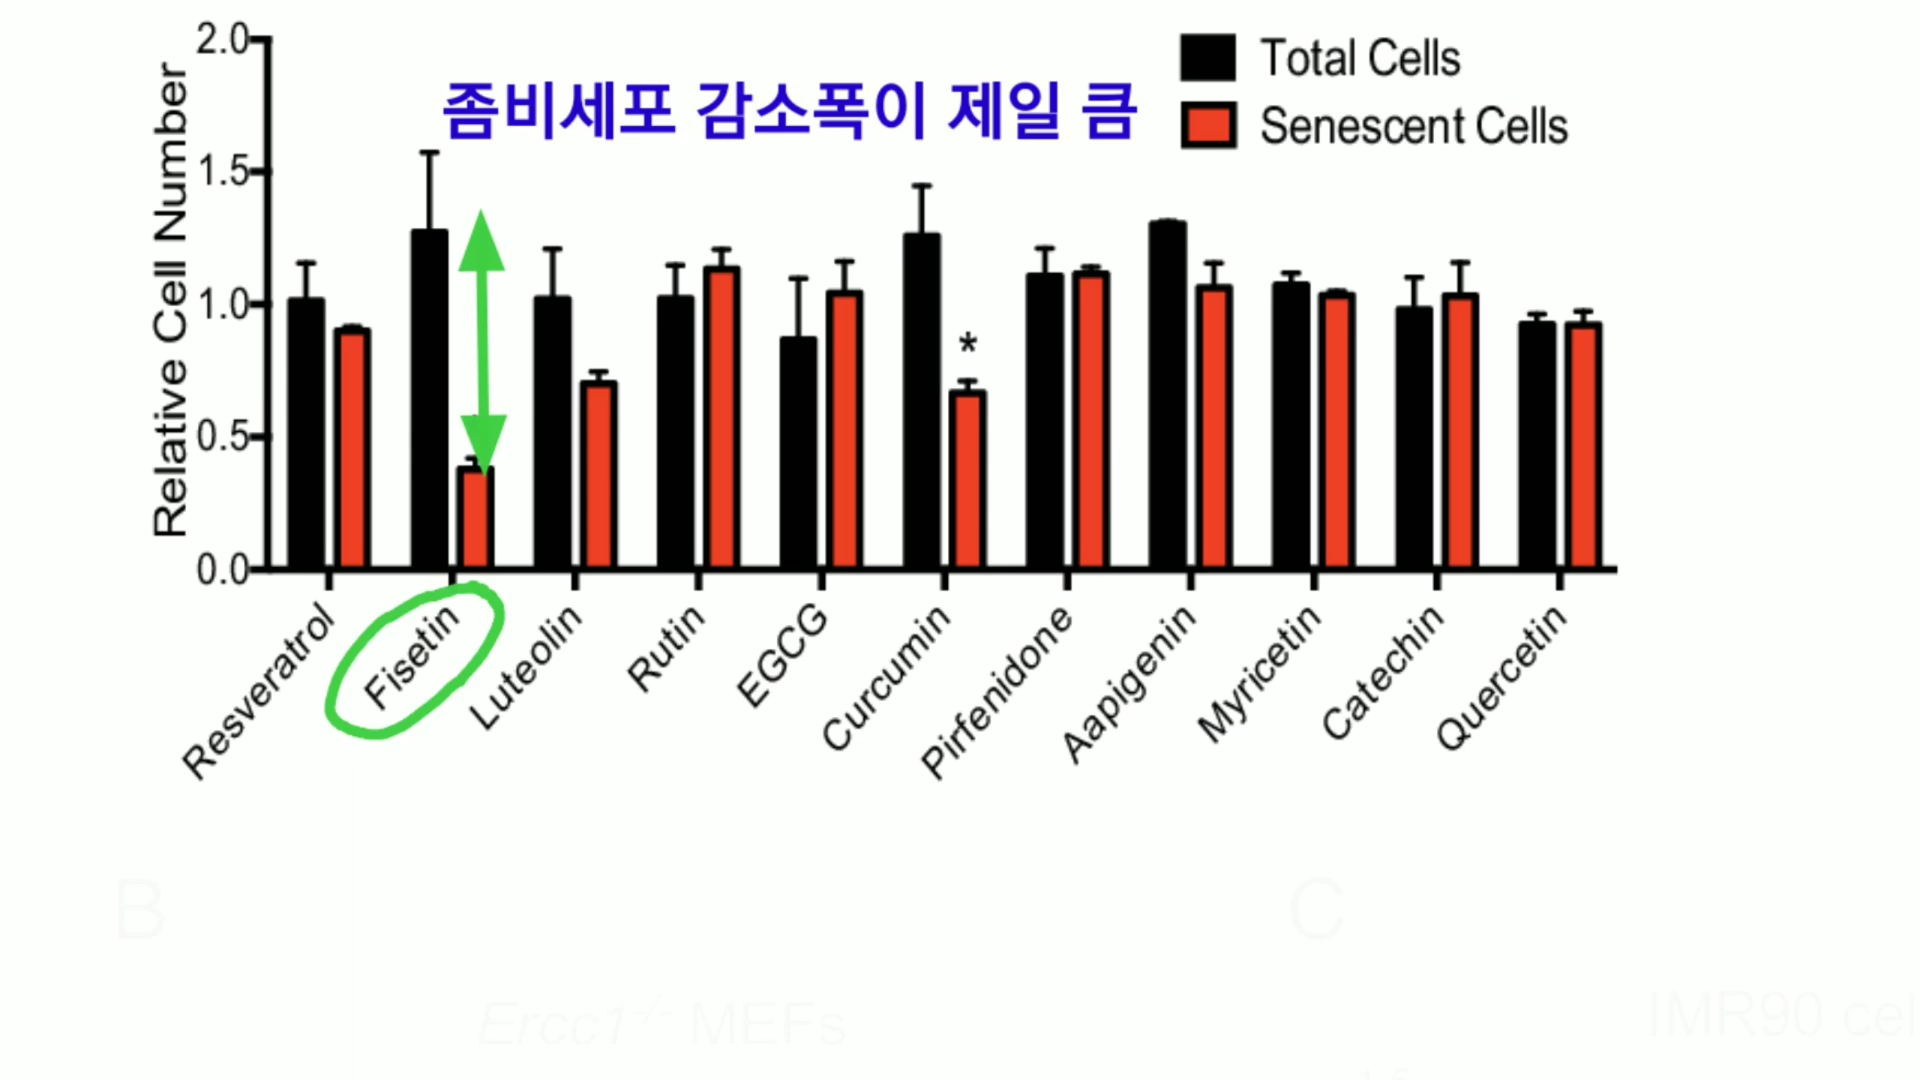 2.0
좀비세포 감소폭이 제일 큼
Total Cells
Senescent Cells
Relative Cell Number
1.5
1.0
*
0.5
0.0
Resveratrol
Fisetin
Luteolin
Rutin
EGCG
Curcumin
Pirfenidone
Aapigenin
Myricetin
Catechin
Quercetin
B
C
Ercc1-/- MEFs
IMR90 cel